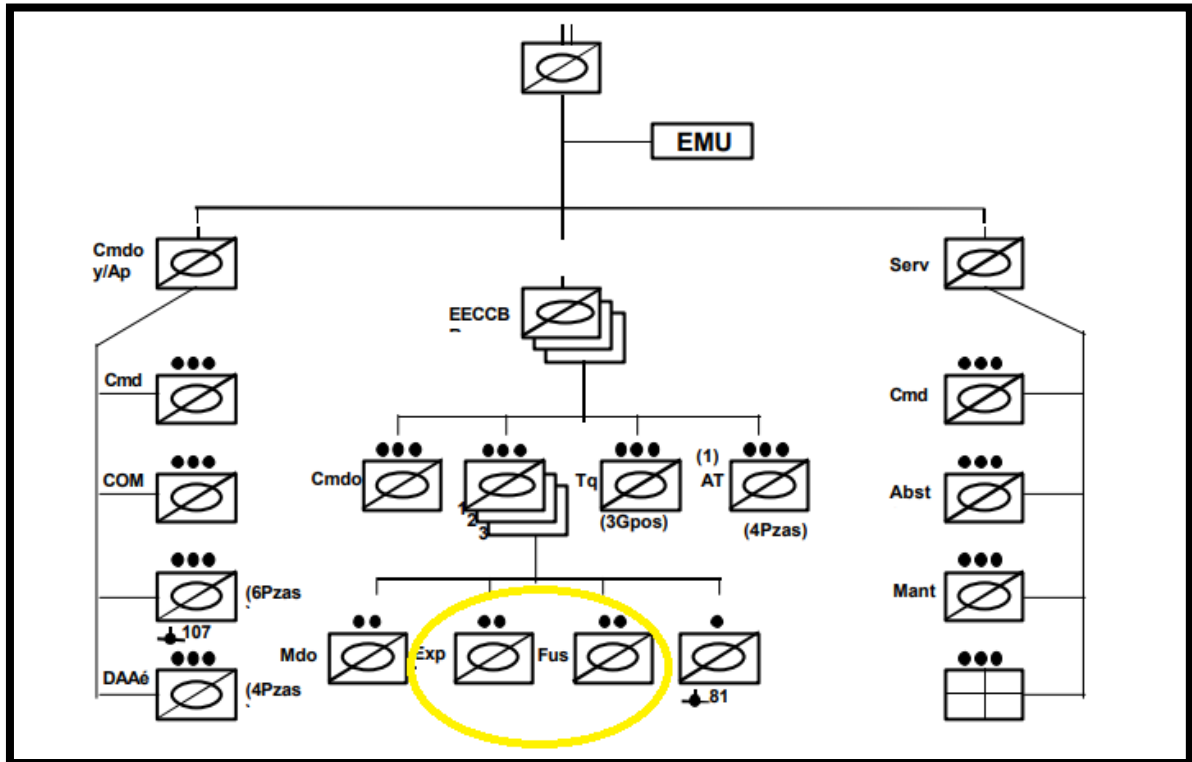 EMU
Cmdo
y/Ap
Serv
EECCB
Cmd
Cmd
COM
Cmdo
1
2
3
Tq
(3Gpos)
(1)
AT
(4Pzas)
Abst
(6Pzas
107
Mant
Mdo
Exp
Fus
81
DAAé
(4Pzas